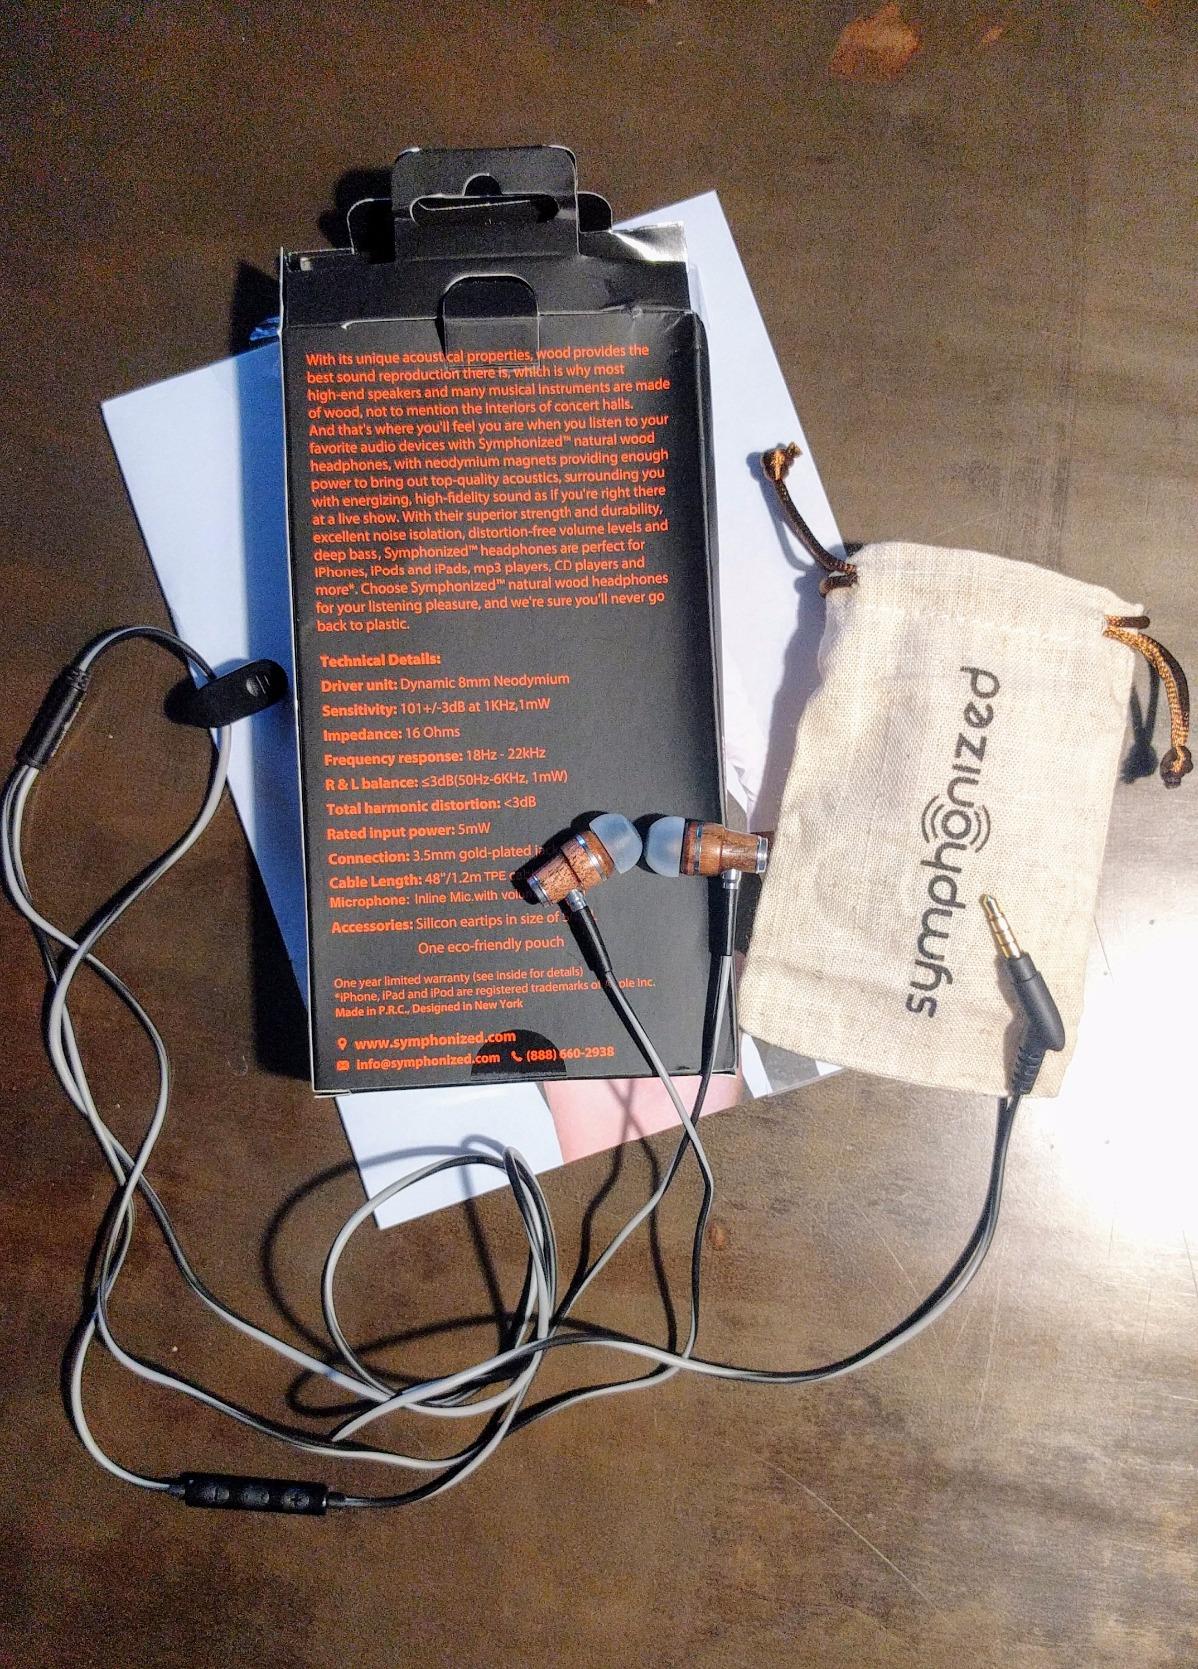 With its unique acoustical properties, wood provides the
best sound reproduction there is, which is why most
high-end speakers and many musical instruments are made
of wood, not to mention the interiors of concert halls.
And that's where you'll feel you are when you listen to your
favorite audio devices with Symphonized™ natural wood
headphones, with neodymium magnets providing enough
power to bring out top-quality acoustics, surrounding you
with energizing, high-fidelity sound as if you're right there
at a live show. With their superior strength and durability,
excellent noise isolation, distortion-free volume levels and
deep bass, Symphonized™ headphones are perfect for
iPhones, iPods and iPads, mp3 players, CD players and
more*. Choose Symphonized™ natural wood headphones
for your listening pleasure, and we're sure you'll never go
back to plastic.
Technical Details:
Driver unit: Dynamic 8mm Neodymium
Sensitivity: 101+/-3dB at 1KHz,1mW
Impedance: 16 Ohms
Frequency response: 18Hz - 22kHz
R & L balance: ≤3dB(50Hz-6KHz, 1mW)
Total harmonic distortion: <3dB
Rated input power: 5mW
Connection: 3.5mm gold-plated
Cable Length: 48"/1.2m TPE
Microphone: Inline Mic.with
Accessories: Silicon eartips in size of
One eco-friendly pouch
One year limited warranty (see inside for details)
*iPhone, iPad and iPod are registered trademarks of Inc.
Made in P.R.C., Designed in New York
www.symphonized.com
info@symphonized.com (888) 660-2938
symphonized